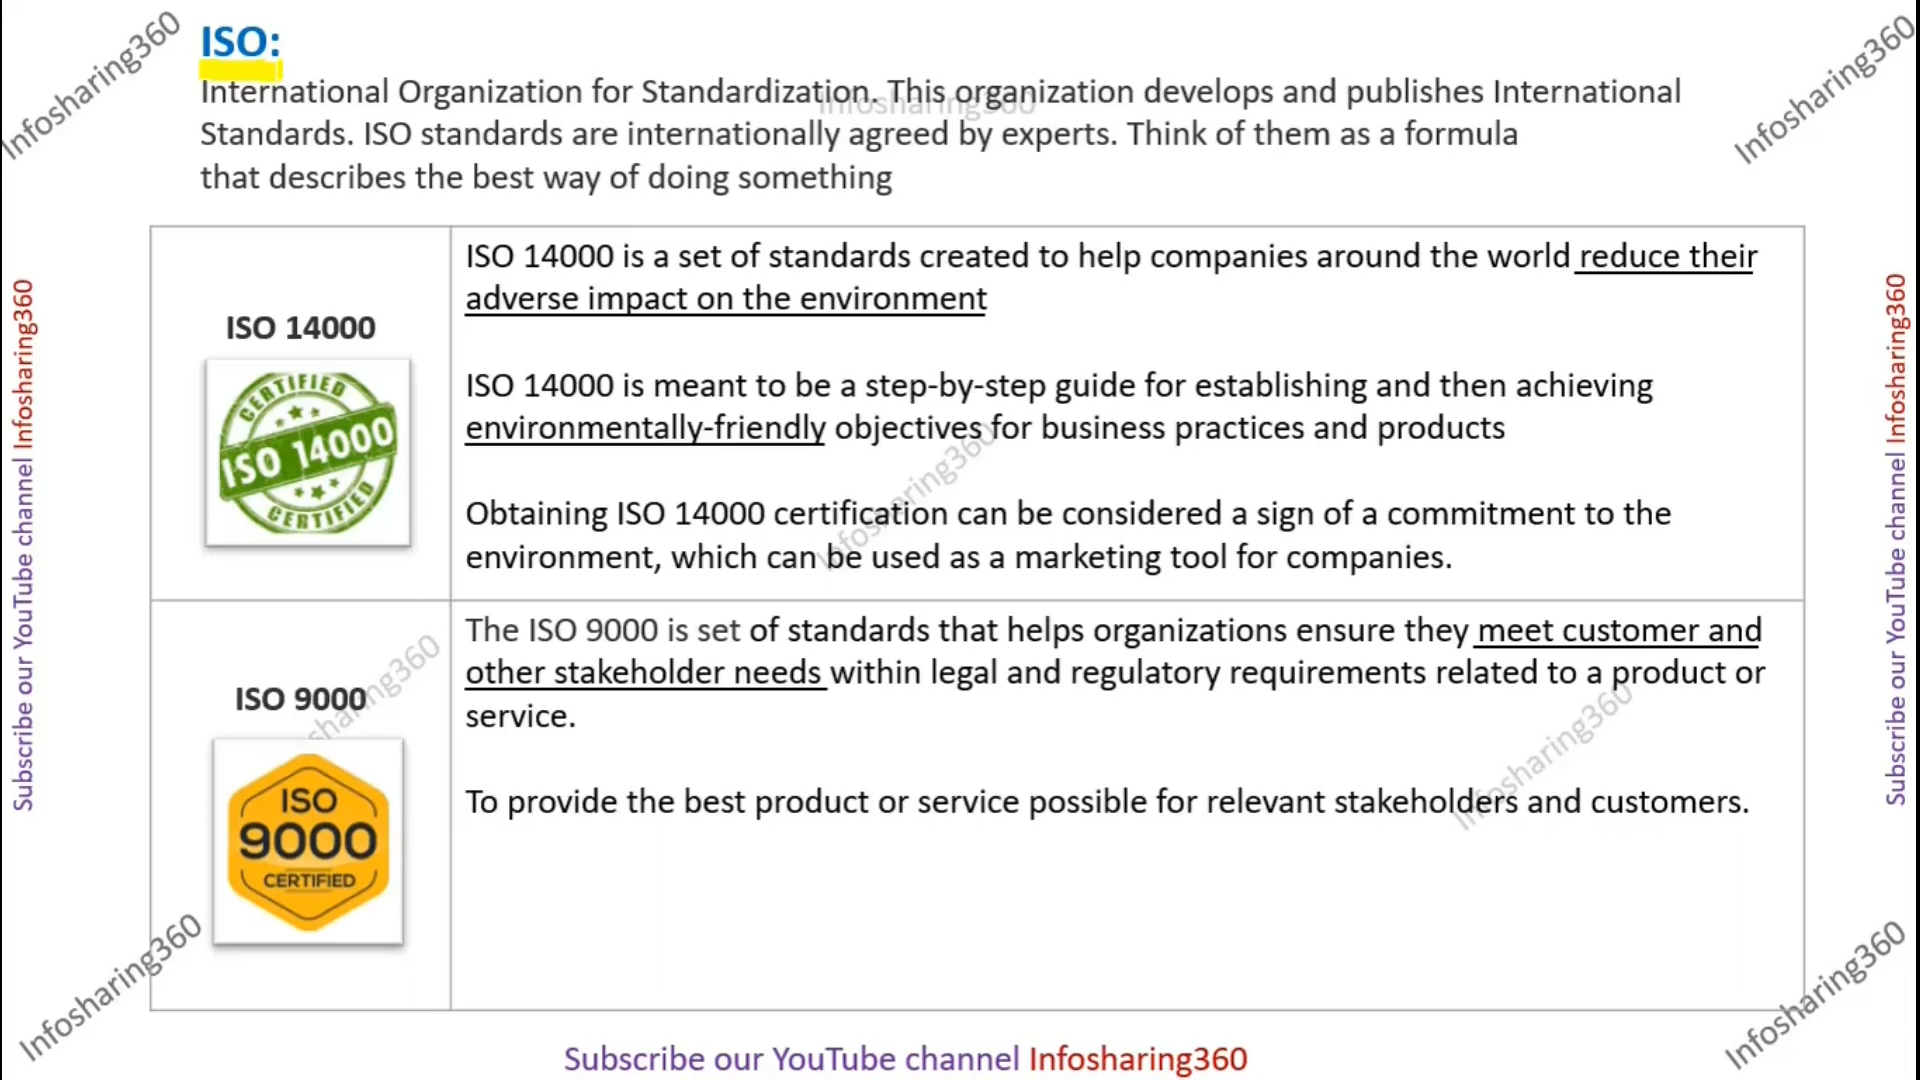 ISO:
International Organization for Standardization. This organization develops and publishes International
Standards. ISO standards are internationally agreed by experts. Think of them as a formula
that describes the best way of doing something
ISO 14000
CERTIFIED
ISO 14000
CERTIFIED
ISO 14000 is a set of standards created to help companies around the world reduce their
adverse impact on the environment
ISO 14000 is meant to be a step-by-step guide for establishing and then achieving
environmentally-friendly objectives for business practices and products
Obtaining ISO 14000 certification can be considered a sign of a commitment to the
environment, which can be used as a marketing tool for companies.
ISO 9000
ISO
9000
CERTIFIED
The ISO 9000 is set of standards that helps organizations ensure they meet customer and
other stakeholder needs within legal and regulatory requirements related to a product or
service.
To provide the best product or service possible for relevant stakeholders and customers.
Subscribe our YouTube channel Infosharing360
Subscribe our YouTube channel Infosharing360
Subscribe our YouTube channel Infosharing360
Infosharing360
Infosharing360
Infosharing360
Infosharing360
Infosharing360
Infosharing360
Infosharing360
sharing360